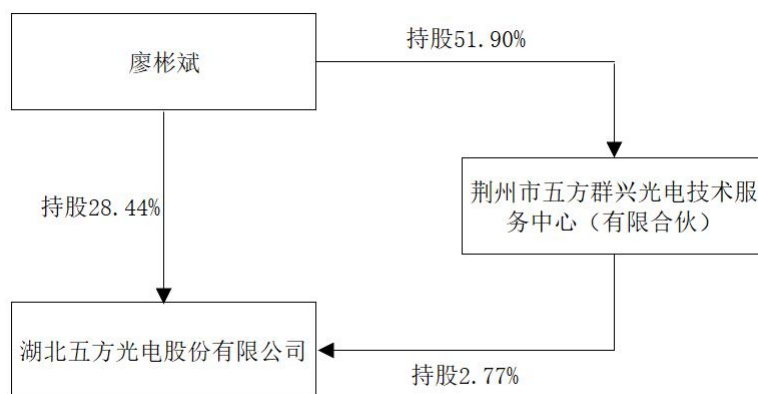 持股51.90%
廖彬斌
荆州市五方群兴光电技术服
务中心（有限合伙）
持股28.44%
湖北五方光电股份有限公司
持股2.77%